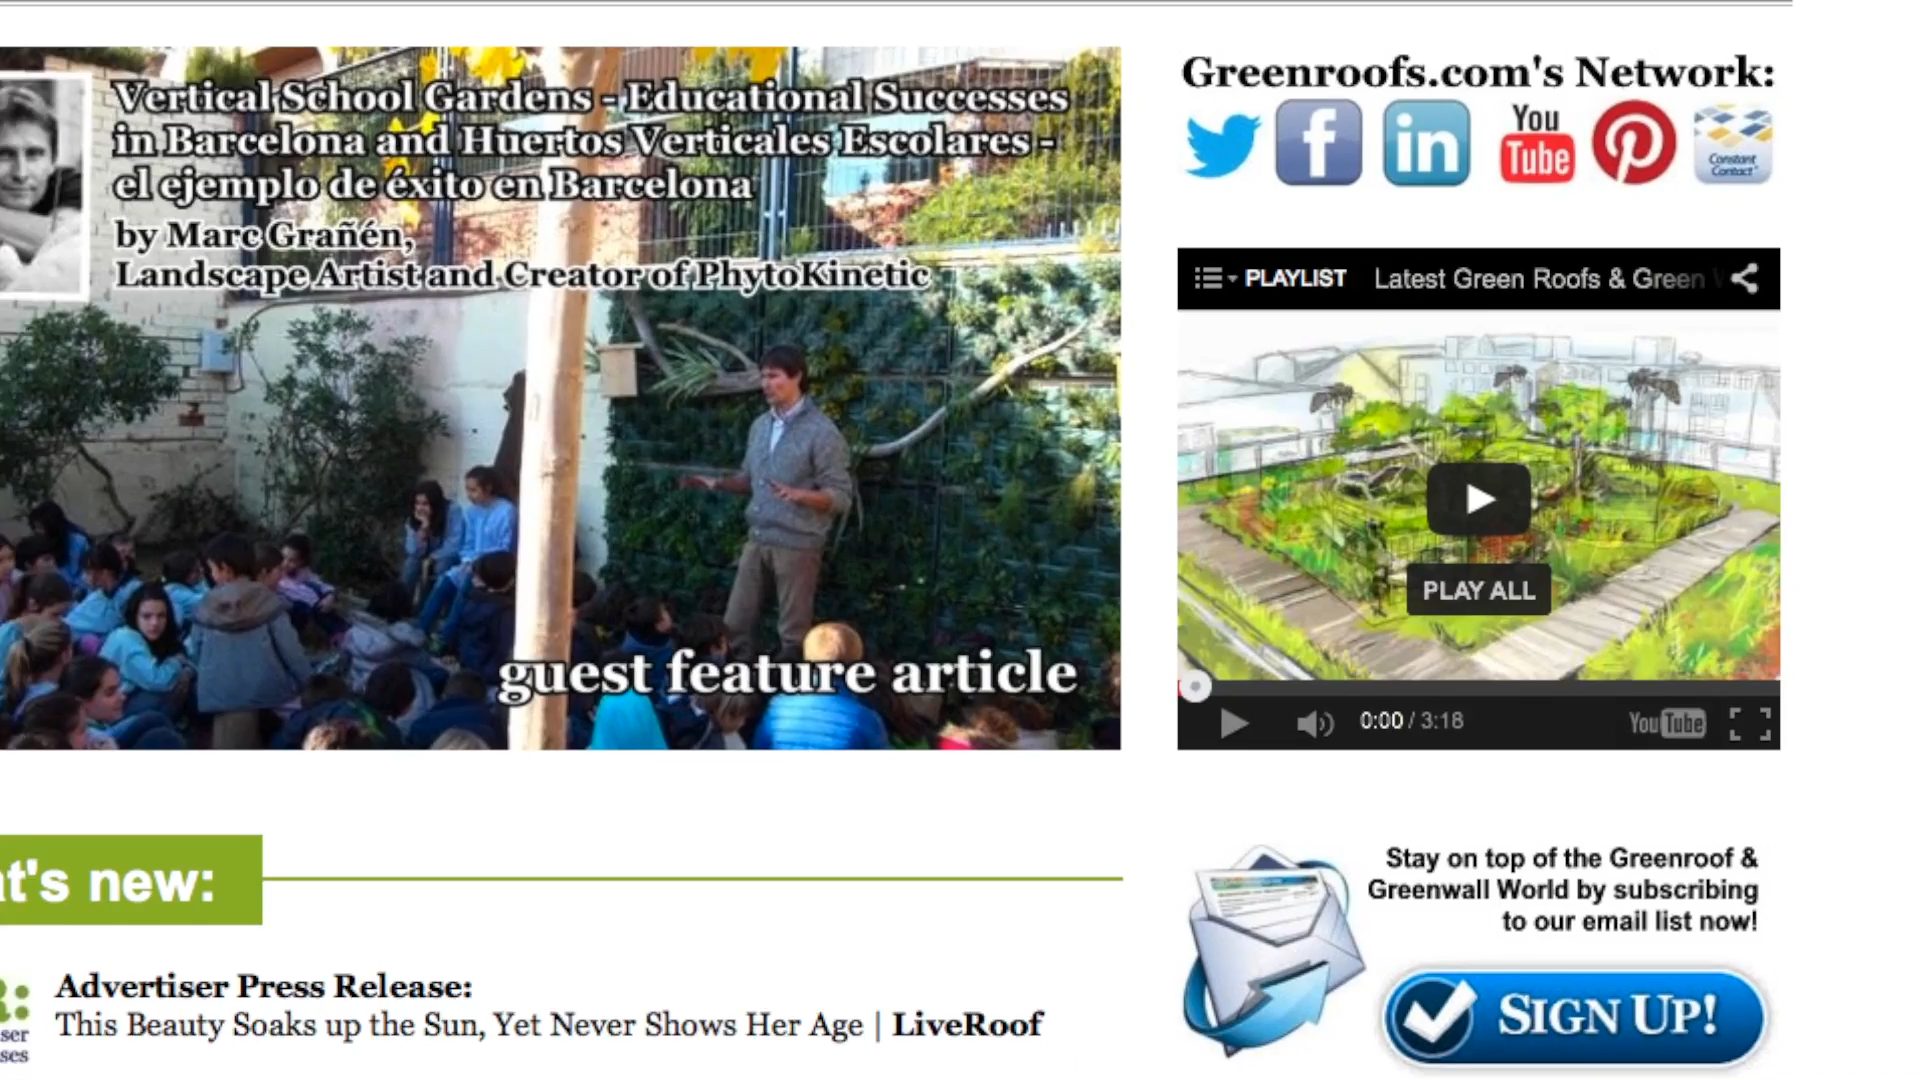 Vertical School Gardens - Educational Successes
in Barcelona and Huertos Verticales Escolares -
el ejemplo de éxito en Barcelona
by Marc Grañén,
Landscape Artist and Creator of PhytoKinetic
guest feature article
Greenroofs.com's Network:
f
in
You
Tube
P
Constant
Contact
PLAYLIST Latest Green Roofs & Green
PLAY ALL
0:00 / 3:18
YouTube
at's new:
Advertiser Press Release:
This Beauty Soaks up the Sun, Yet Never Shows Her Age | LiveRoof
ser
ses
Stay on top of the Greenroof &
Greenwall World by subscribing
to our email list now!
SIGN UP!